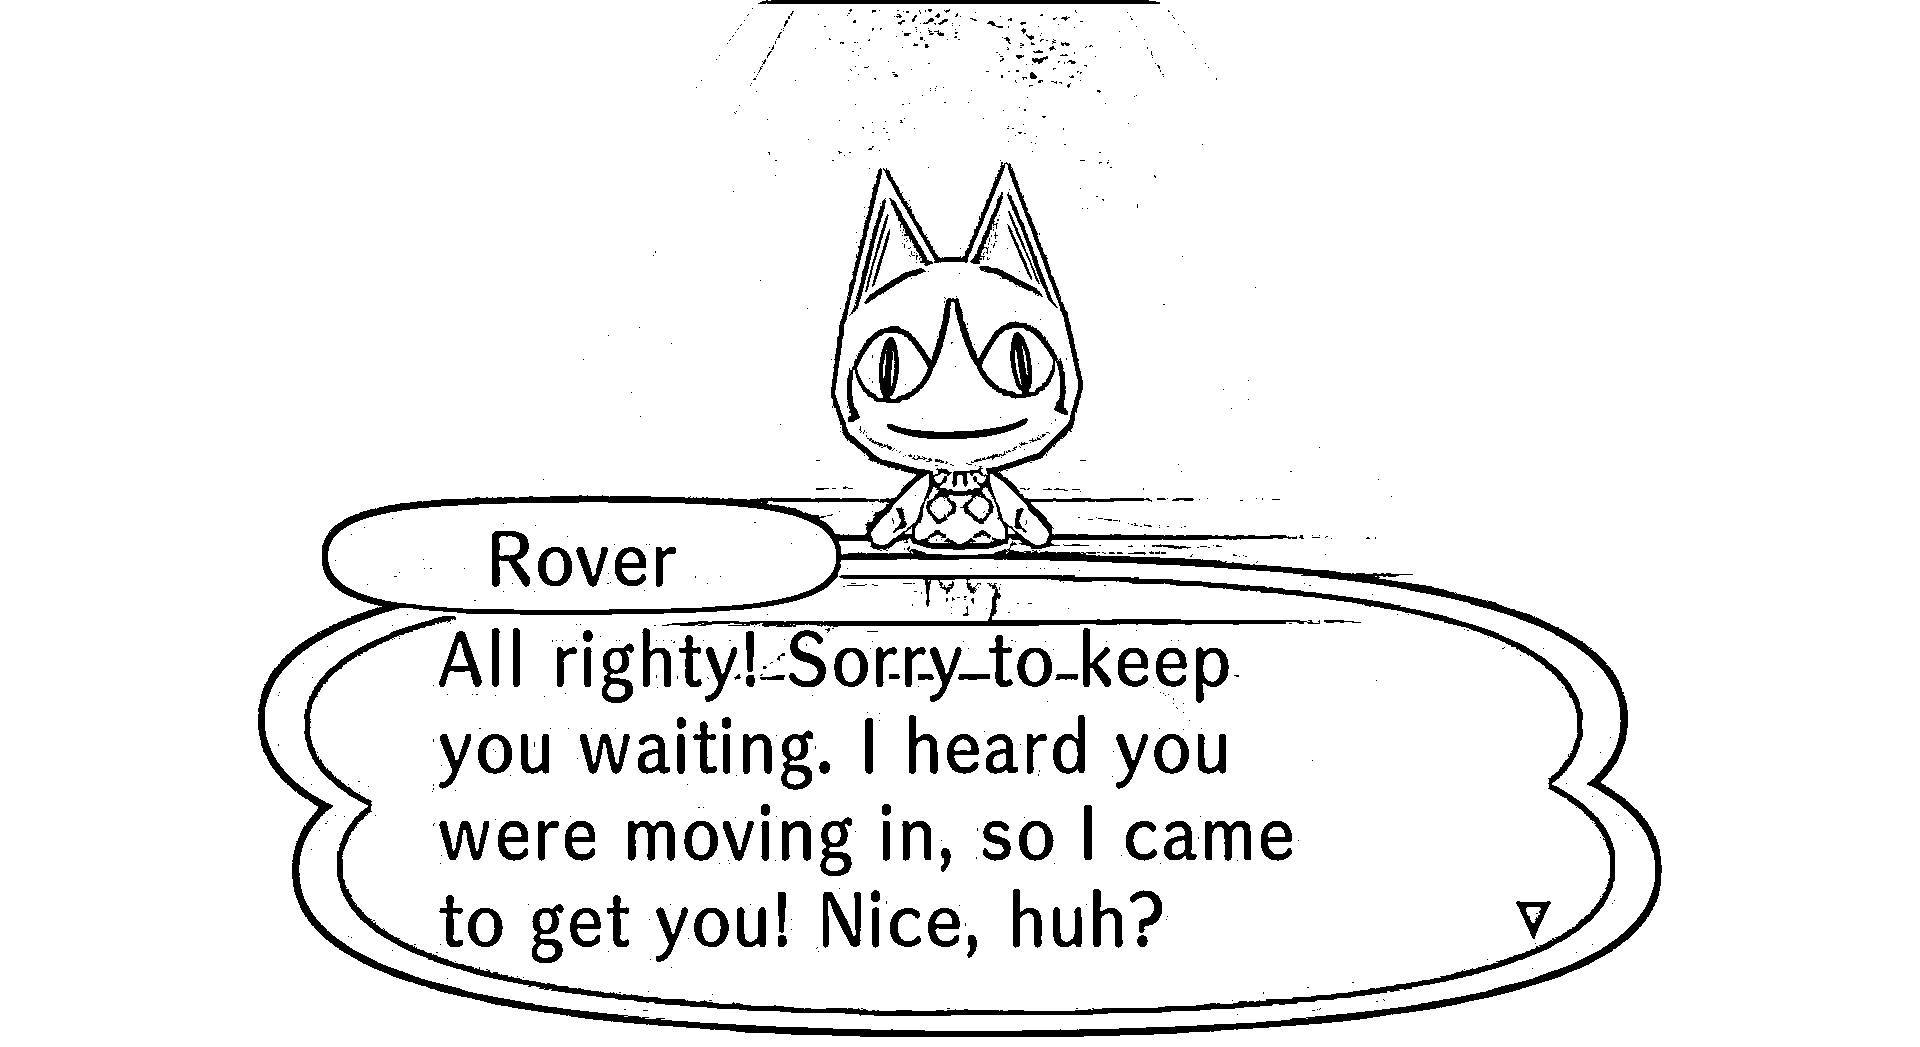 Rover
All righty! Sorry to keep
you waiting. I heard you
were moving in, so I came
to get you! Nice, huh?